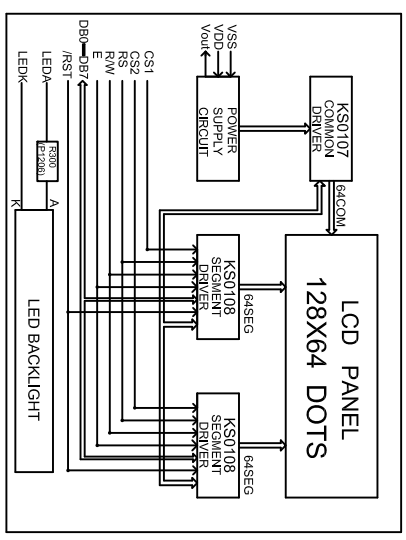 VSS
VDD
Vout
POWER
SUPPLY
CIRCUIT
KS0107
COMMON
DRIVER
64COM
LCD PANEL
128X64 DOTS
CS1
CS2
RS
R/W
E
DB0
DB7
/RST
KS0108
SEGMENT
DRIVER
64SEG
KS0108
SEGMENT
DRIVER
64SEG
LEDA
LEDK
R300
(P1206)
A
K
LED BACKLIGHT